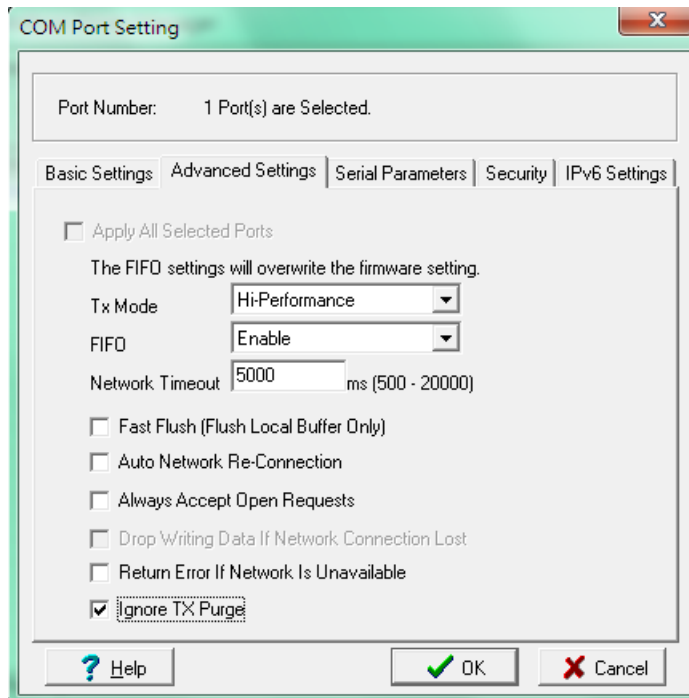 COM Port Setting
Port Number: 1 Port(s) are Selected.
Basic Settings Advanced Settings Serial Parameters Security IPv6 Settings
Apply All Selected Ports
The FIFO settings will overwrite the firmware setting.
Tx Mode Hi-Performance
FIFO Enable
Network Timeout 5000 ms (500 - 20000)
Fast Flush (Flush Local Buffer Only)
Auto Network Re-Connection
Always Accept Open Requests
Drop Writing Data If Network Connection Lost
Return Error If Network Is Unavailable
Ignore TX Purge
? Help OK Cancel